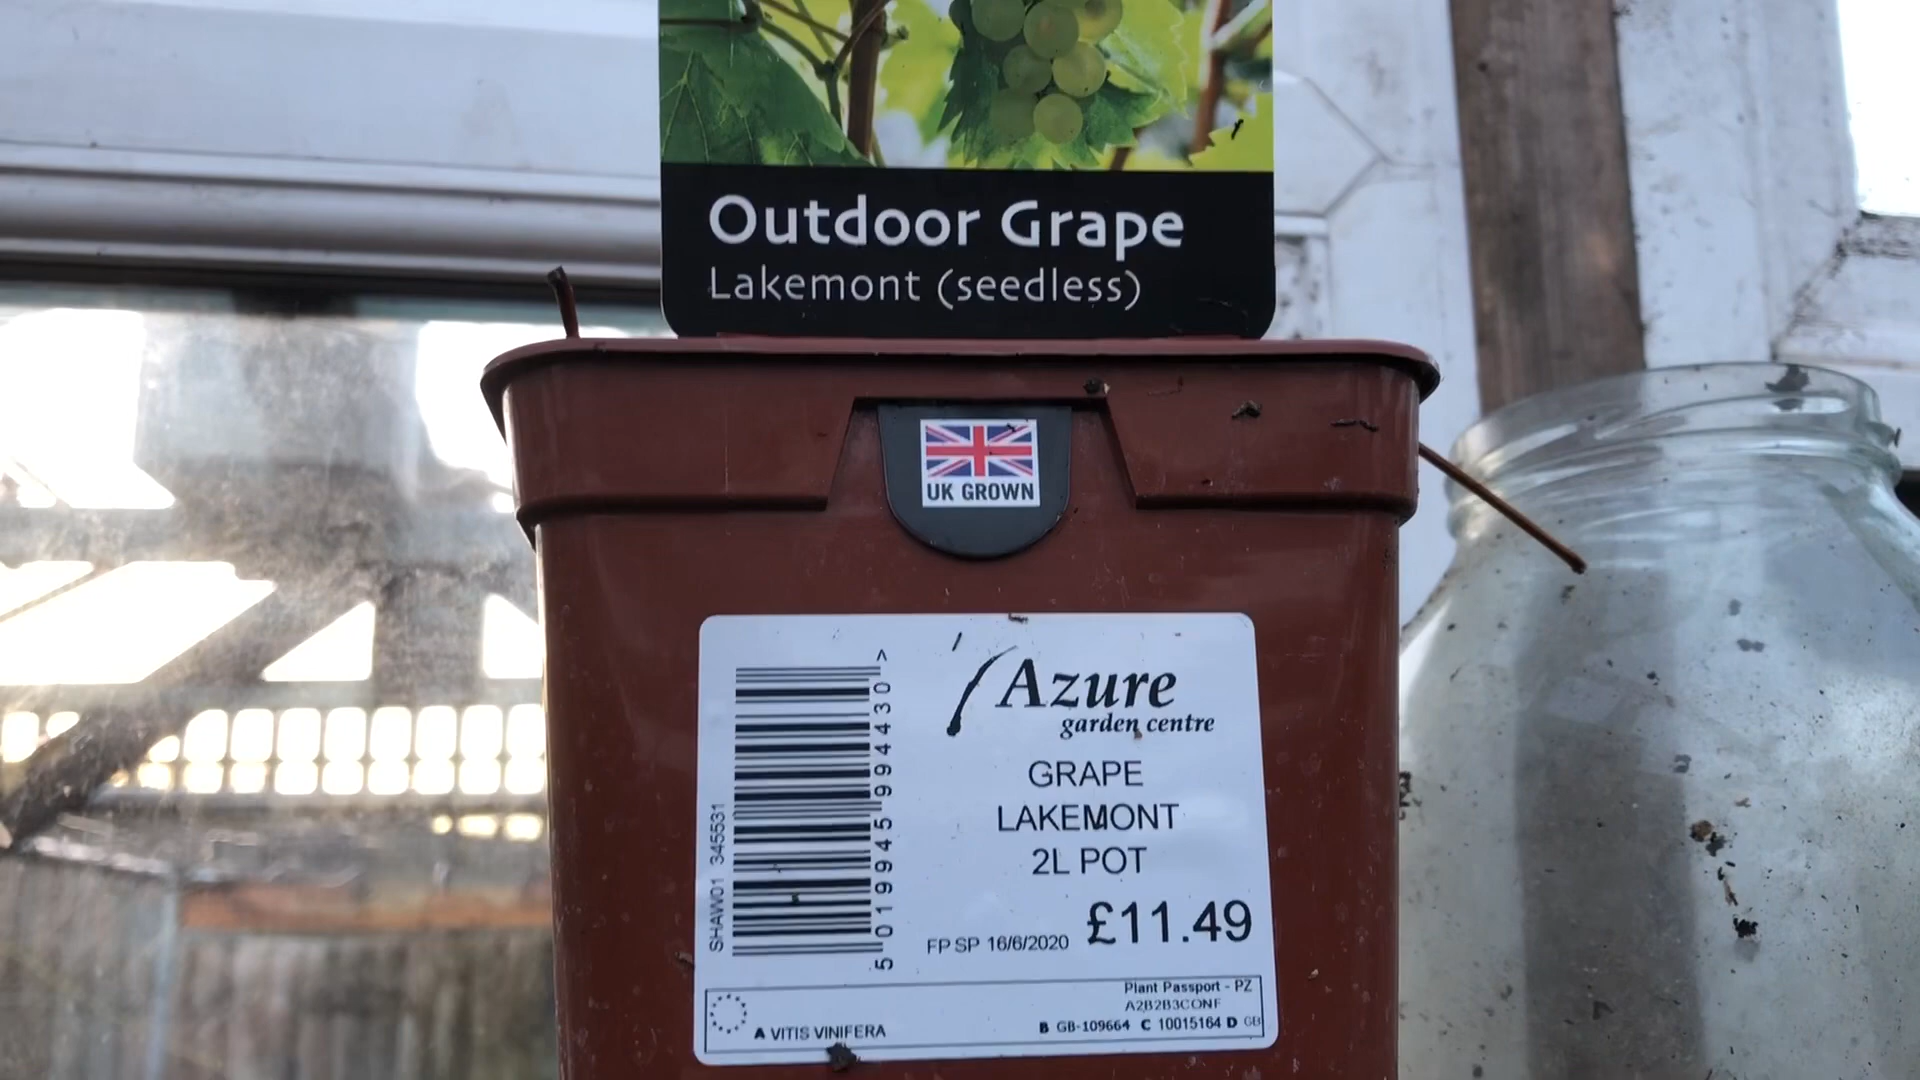 Outdoor Grape
Lakemont (seedless)
UK GROWN
Azure
garden centre
GRAPE
LAKEMONT
2L POT
£11.49
FP SP 16/6/2020
SHAW01 345531
5 019945 994430 >
Plant Passport - PZ
A2B2B3CONF
A VITIS VINIFERA
B GB-109664 C 10015164 D GB